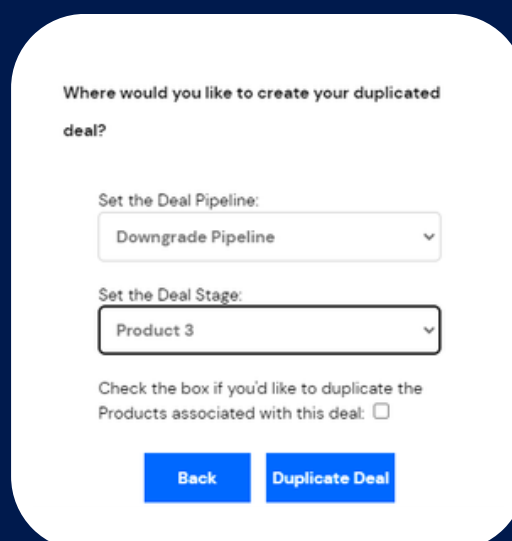 Where would you like to create your duplicated
deal?
Set the Deal Pipeline:
Downgrade Pipeline
Set the Deal Stage:
Product 3
Check the box if you'd like to duplicate the
Products associated with this deal:
Back
Duplicate Deal